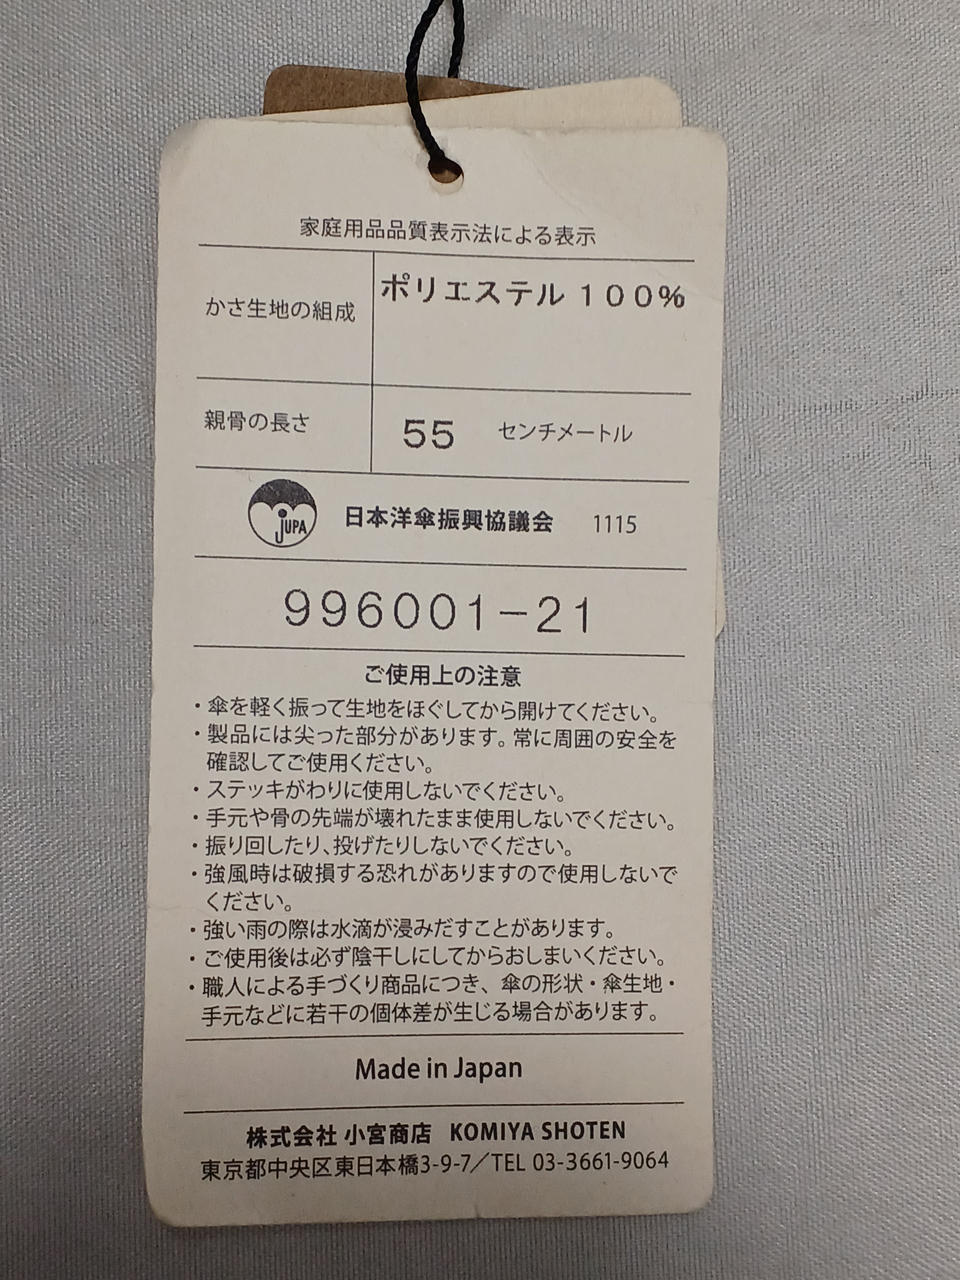 家庭用品品質表示法による表示
かさ生地の組成
ポリエステル 100%
親骨の長さ
55 センチメートル
jUPA 日本洋傘振興協議会 1115
996001-21
ご使用上の注意
・傘を軽く振って生地をほぐしてから開けてください。
・製品には尖った部分があります。常に周囲の安全を
確認してご使用ください。
・ステッキがわりに使用しないでください。
・手元や骨の先端が壊れたまま使用しないでください。
・振り回したり、投げたりしないでください。
・強風時は破損する恐れがありますので使用しないで
ください。
・強い雨の際は水滴が浸みだすことがあります。
・ご使用後は必ず陰干しにしてからおしまいください。
・職人による手づくり商品につき、傘の形状・傘生地・
手元などに若干の個体差が生じる場合があります。
Made in Japan
株式会社 小宮商店 KOMIYA SHOTEN
東京都中央区東日本橋3-9-7／TEL 03-3661-9064